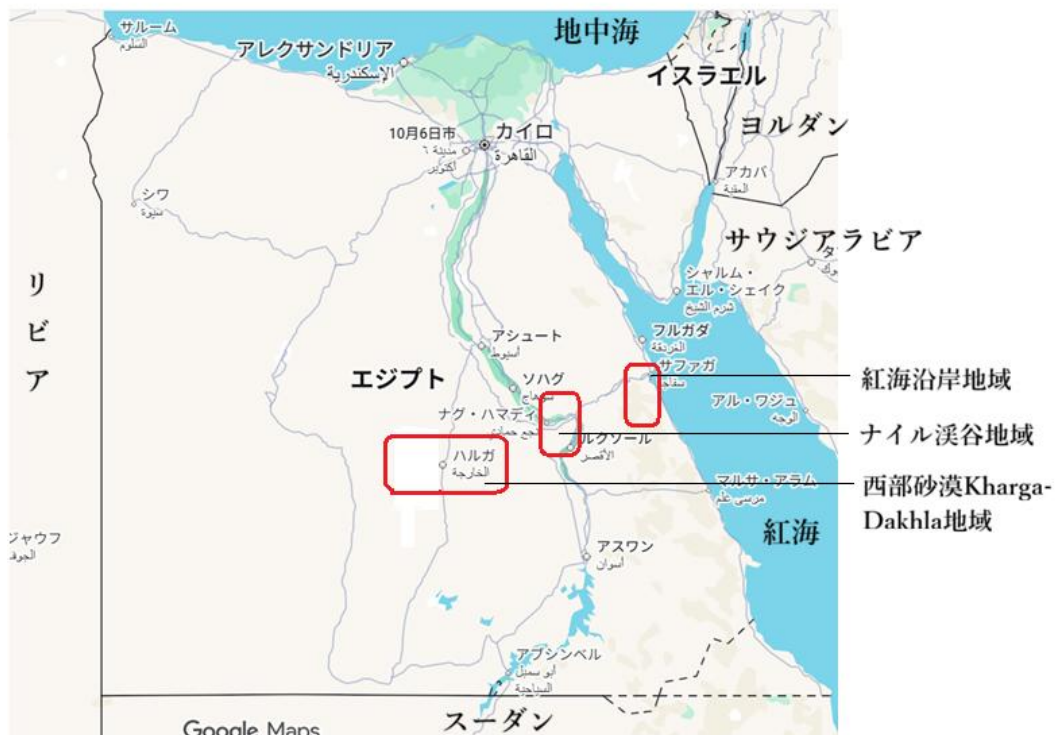 サルーム
السلوم
アレクサンドリア
الإسكندرية
地中海
イスラエル
ヨルダン
10月6日市
مدينة ٦
أكتوبر
カイロ
القاهرة
アカバ
العقبة
シワ
سيوة
サウジアラビア
シャルム・
エル・シェイク
شرم الشيخ
リビア
アシュート
أسيوط
フルガダ
الغردقة
エジプト
ソハグ
サファガ
紅海沿岸地域
ナグ・ハマディ
نجع حمادي
アル・ワジュ
الوجه
ナイル渓谷地域
ルクソール
الأقصر
ハルガ
الخارجة
西部砂漠Kharga-
Dakhla地域
マルサ・アラム
مرسى علم
紅海
ジャウフ
الجوف
アスワン
أسوان
アブシンベル
أبو سمبل
السياحية
スーダン
Google Maps